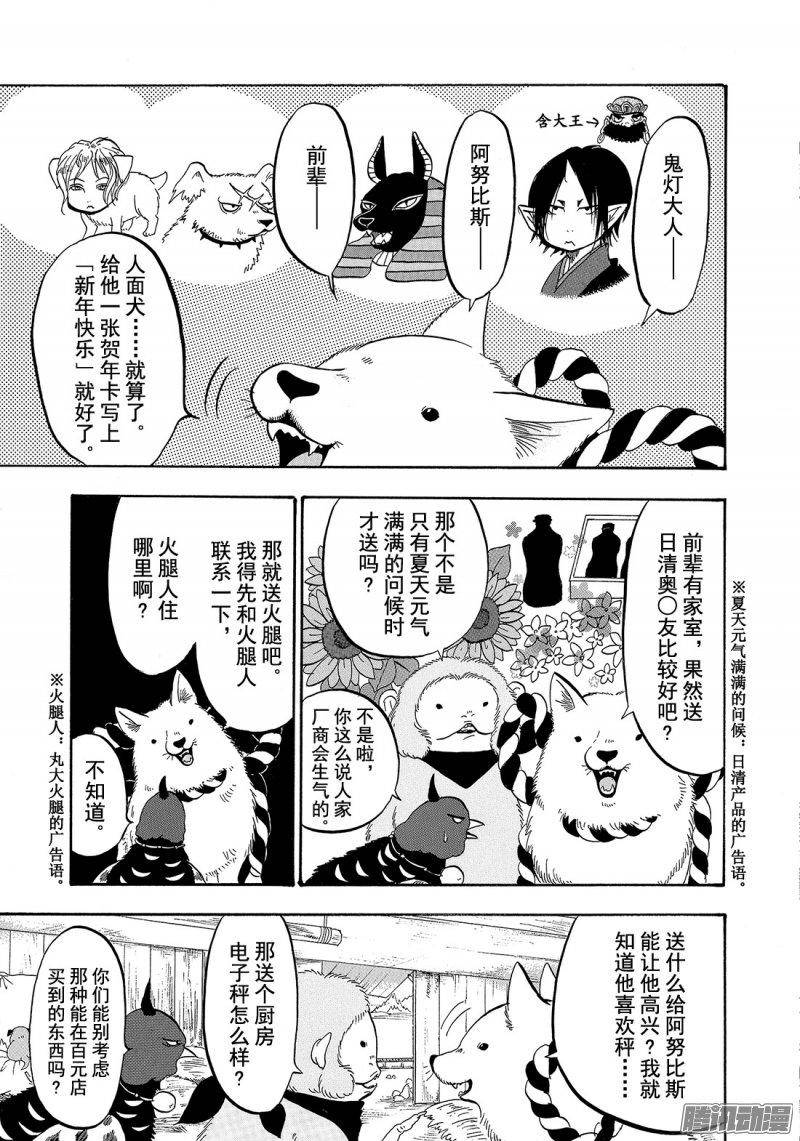 鬼灯大人——
含大王→
阿努比斯——
前辈——
人面犬……就算了。
给他一张贺年卡写上
「新年快乐」就好了。
前辈有家室，果然送
日清奥〇友比较好吧？
那个不是
只有夏天元气
满满的问候时
才送吗？
不是啦，
你这么说人家
厂商会生气的。
※夏天元气满满的问候：日清产品的广告语。
那就送火腿吧。
我得先和火腿人
联系一下，
火腿人住
哪里啊？
不知道。
※火腿人：丸大火腿的广告语。
送什么给阿努比斯
能让他高兴？我就
知道他喜欢秤……
那送个厨房
电子秤怎么样？
你们能别考虑
那种能在百元店
买到的东西吗？
腾讯动漫